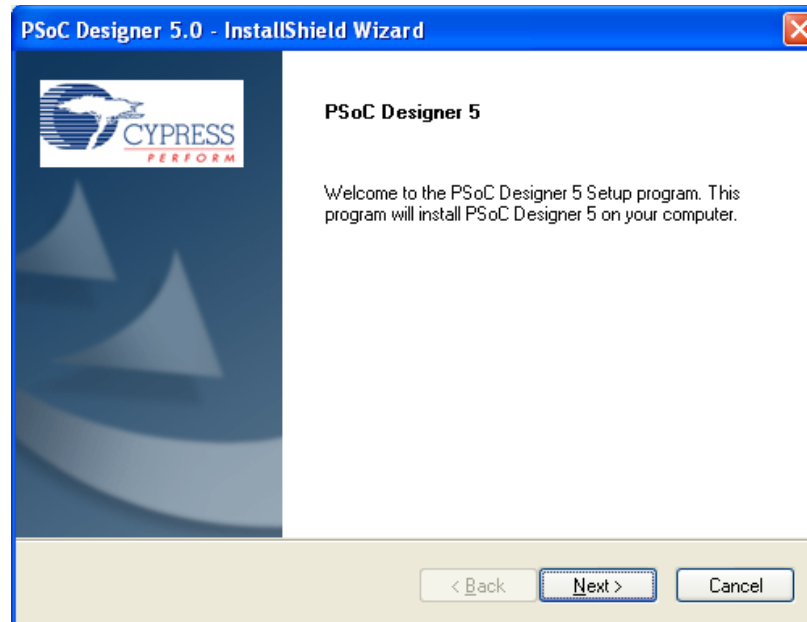 PSoC Designer 5.0 - InstallShield Wizard
CYPRESS
PERFORM
PSoC Designer 5
Welcome to the PSoC Designer 5 Setup program. This
program will install PSoC Designer 5 on your computer.
< Back
Next >
Cancel